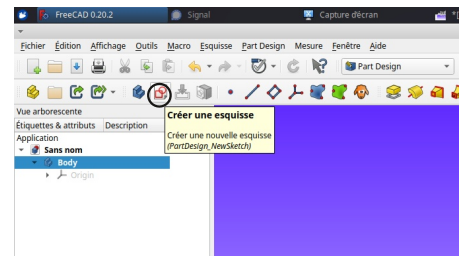 FreeCAD 0.20.2
Signal
Capture d'écran
Fichier Édition Affichage Outils Macro Esquisse Part Design Mesure Fenêtre Aide
Part Design
Vue arborescente
Étiquettes & attributs Description
Application
Sans nom
Body
Origin
Créer une esquisse
Créer une nouvelle esquisse
(PartDesign_NewSketch)